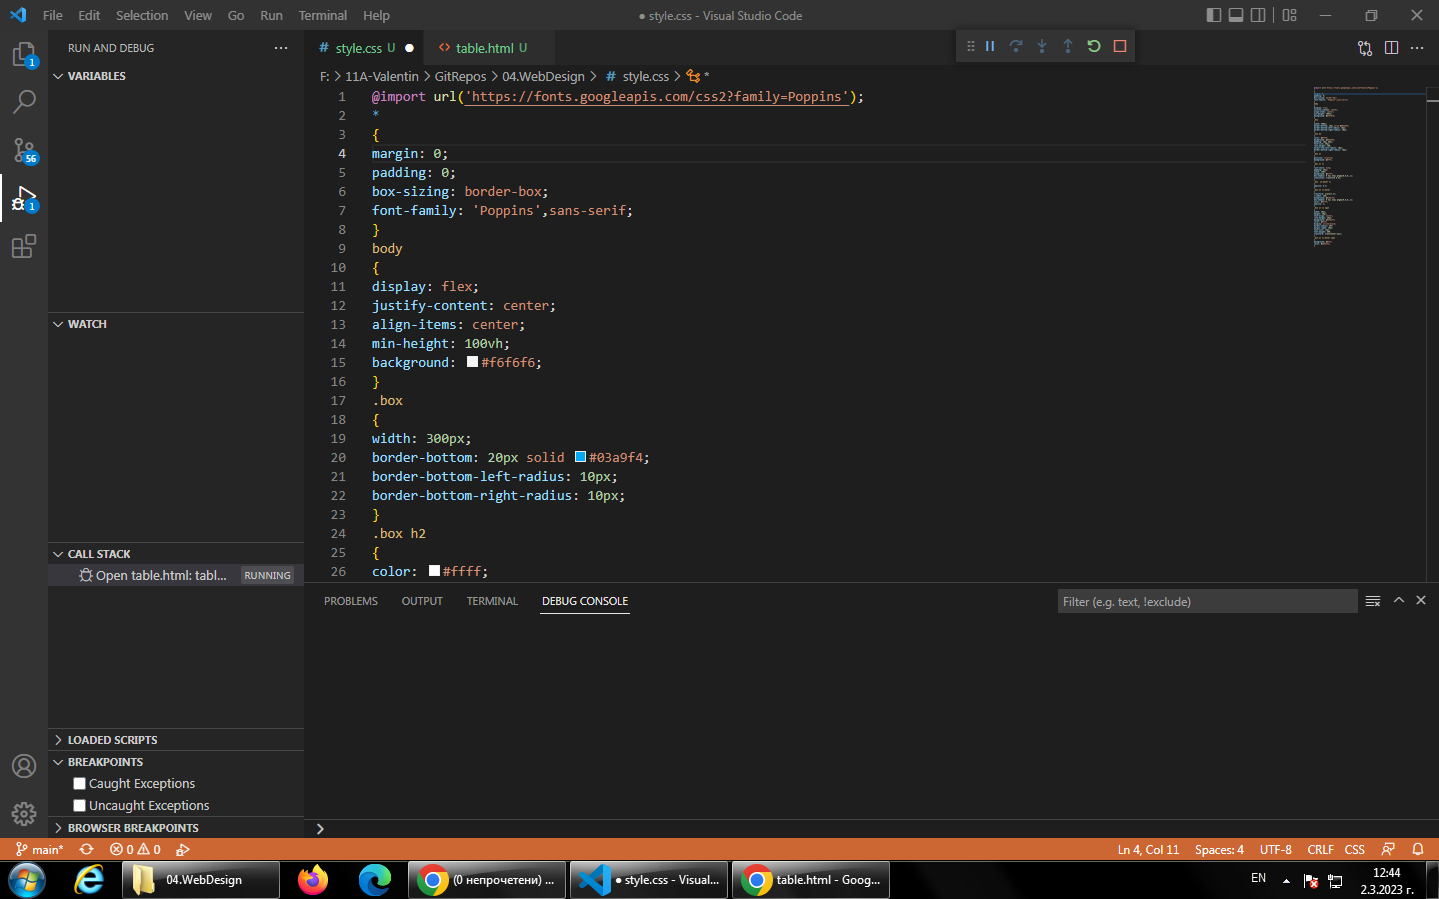 File Edit Selection View Go Run Terminal Help
● style.css - Visual Studio Code
RUN AND DEBUG
# style.css U
<> table.html U
VARIABLES
F: > 11A-Valentin > GitRepos > 04.WebDesign > # style.css > *
1 @import url('https://fonts.googleapis.com/css2?family=Poppins');
2 *
3 {
4 margin: 0;
5 padding: 0;
6 box-sizing: border-box;
7 font-family: 'Poppins',sans-serif;
8 }
9 body
10 {
11 display: flex;
12 justify-content: center;
13 align-items: center;
14 min-height: 100vh;
15 background: #f6f6f6;
16 }
17 .box
18 {
19 width: 300px;
20 border-bottom: 20px solid #03a9f4;
21 border-bottom-left-radius: 10px;
22 border-bottom-right-radius: 10px;
23 }
24 .box h2
25 {
26 color: #ffff;
1
56
1
WATCH
CALL STACK
Open table.html: tabl... RUNNING
LOADED SCRIPTS
BREAKPOINTS
Caught Exceptions
Uncaught Exceptions
BROWSER BREAKPOINTS
PROBLEMS OUTPUT TERMINAL DEBUG CONSOLE
Filter (e.g. text, !exclude)
main* 0 0
Ln 4, Col 11 Spaces: 4 UTF-8 CRLF CSS
04.WebDesign
(0 непрочетени) ...
● style.css - Visual...
table.html - Goog...
EN
12:44
2.3.2023 г.